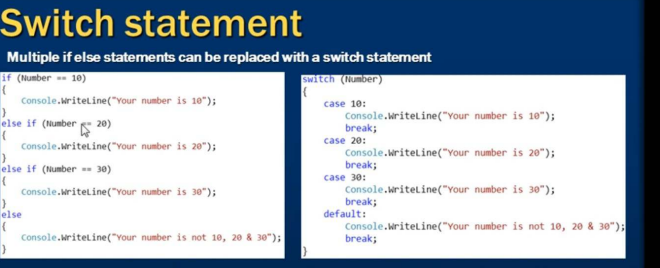 Switch statement
Multiple if else statements can be replaced with a switch statement
if (Number == 10)
{
Console.WriteLine("Your number is 10");
}
else if (Number == 20)
{
Console.WriteLine("Your number is 20");
}
else if (Number == 30)
{
Console.WriteLine("Your number is 30");
}
else
{
Console.WriteLine("Your number is not 10, 20 & 30");
}
switch (Number)
{
case 10:
Console.WriteLine("Your number is 10");
break;
case 20:
Console.WriteLine("Your number is 20");
break;
case 30:
Console.WriteLine("Your number is 30");
break;
default:
Console.WriteLine("Your number is not 10, 20 & 30");
break;
}